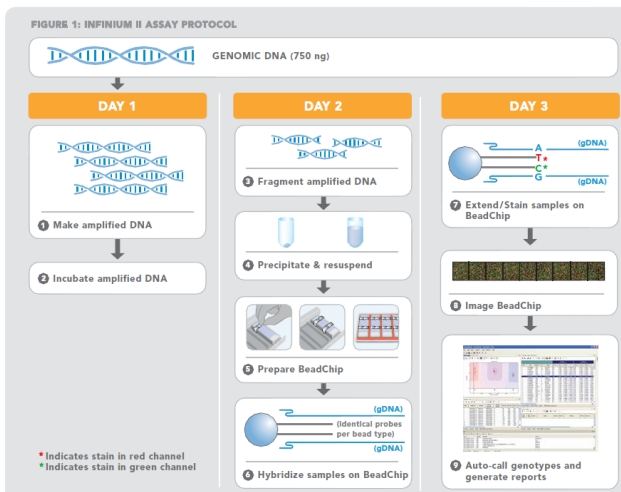 FIGURE 1: INFINIUM II ASSAY PROTOCOL
GENOMIC DNA (750 ng)
DAY 1
1 Make amplified DNA
2 Incubate amplified DNA
* Indicates stain in red channel
* Indicates stain in green channel
DAY 2
3 Fragment amplified DNA
4 Precipitate & resuspend
5 Prepare BeadChip
(gDNA)
(Identical probes
per bead type)
(gDNA)
6 Hybridize samples on BeadChip
DAY 3
A (gDNA)
T *
C *
G (gDNA)
7 Extend/Stain samples on
BeadChip
8 Image BeadChip
9 Auto-call genotypes and
generate reports